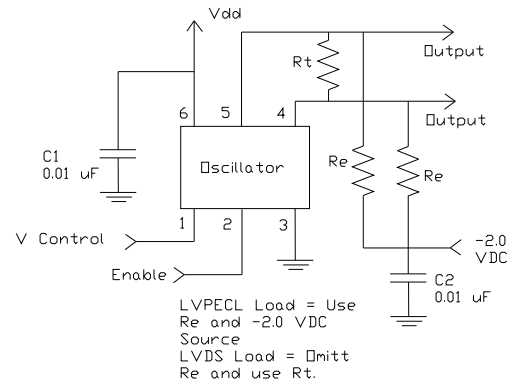 Vdd
Output
Rt
6
5
4
Output
C1
0.01 uF
Oscillator
Re
Re
1
2
3
V Control
-2.0
VDC
Enable
C2
0.01 uF
LVPECL Load = Use
Re and -2.0 VDC
Source
LVDS Load = Omitt
Re and use Rt.